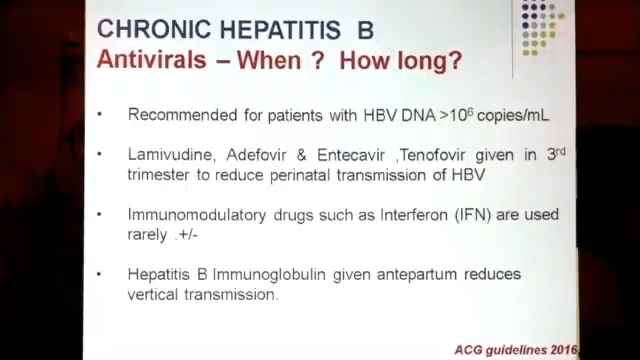 CHRONIC HEPATITIS B
Antivirals – When ? How long?
• Recommended for patients with HBV DNA >10⁶ copies/mL
• Lamivudine, Adefovir & Entecavir ,Tenofovir given in 3rd
trimester to reduce perinatal transmission of HBV
• Immunomodulatory drugs such as Interferon (IFN) are used
rarely .+/-
• Hepatitis B Immunoglobulin given antepartum reduces
vertical transmission.
ACG guidelines 2016